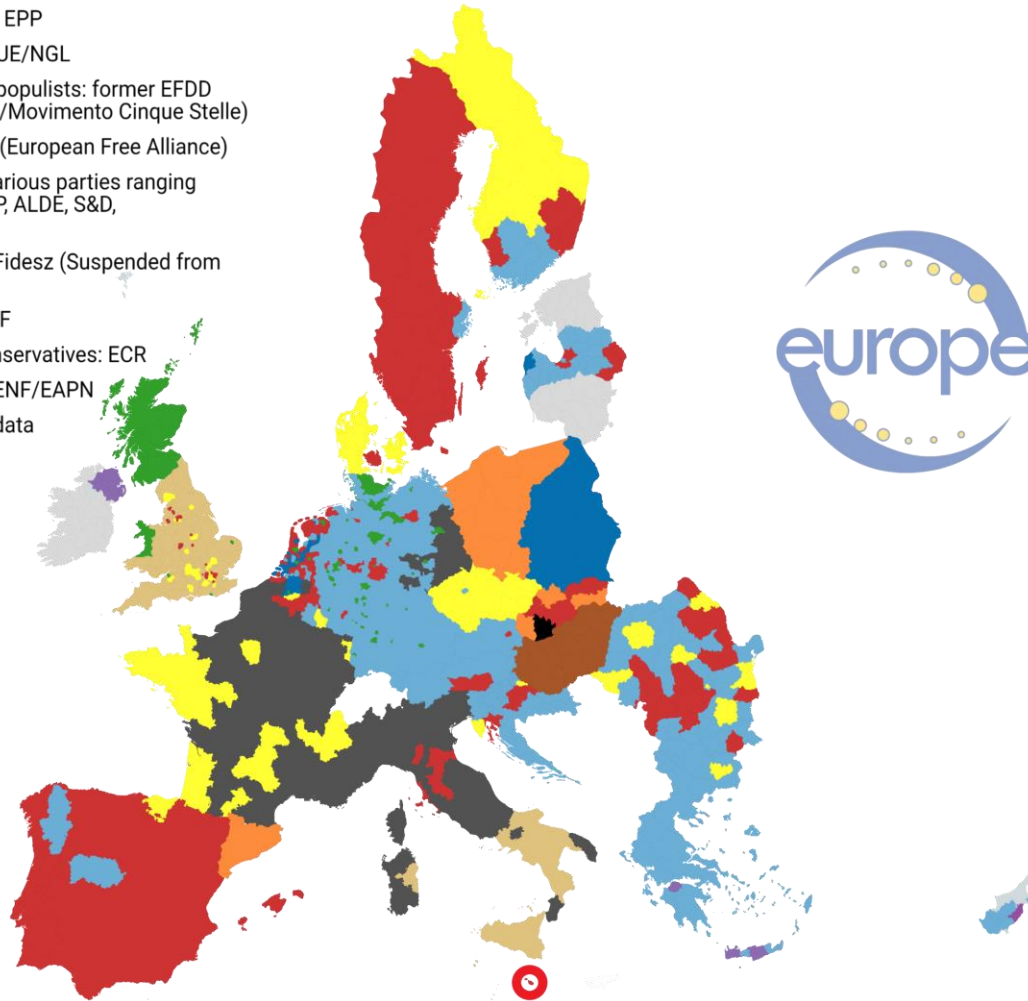 EPP
UE/NGL
populists: former EFDD
/Movimento Cinque Stelle)
(European Free Alliance)
arious parties ranging
P, ALDE, S&D,
Fidesz (Suspended from
F
nservatives: ECR
ENF/EAPN
data
europe